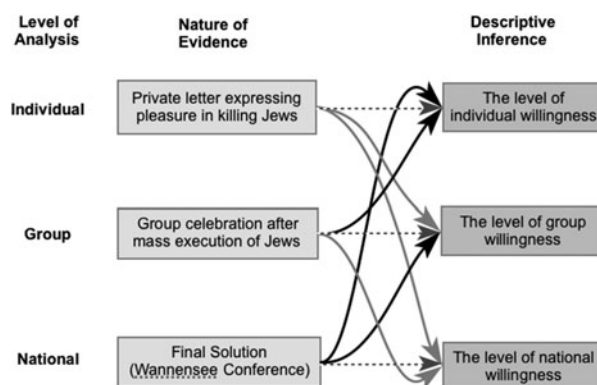 Level of
Analysis
Nature of
Evidence
Descriptive
Inference
Individual
Private letter expressing
pleasure in killing Jews
The level of
individual willingness
Group
Group celebration after
mass execution of Jews
The level of group
willingness
National
Final Solution
(Wannensee Conference)
The level of national
willingness